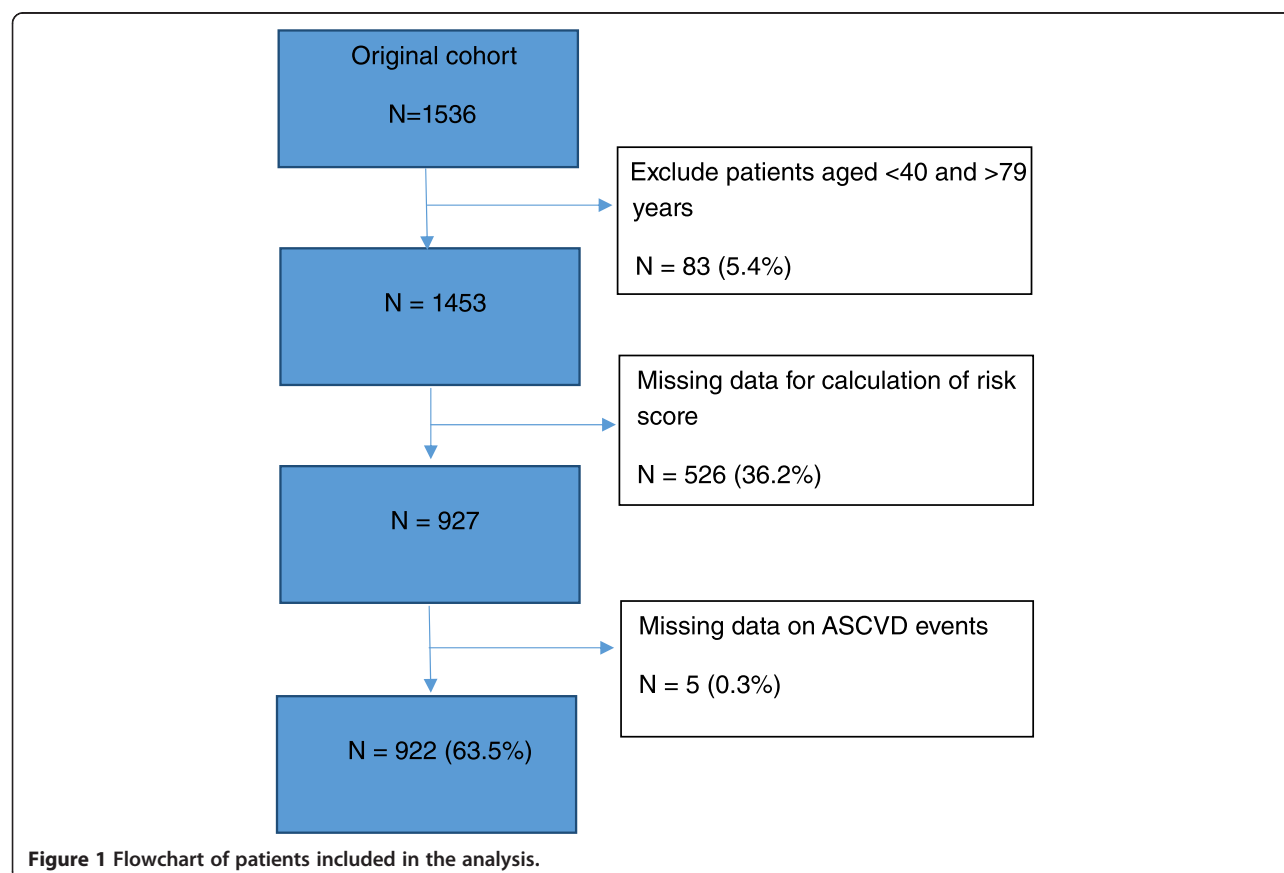 Original cohort
N=1536
Exclude patients aged <40 and >79
years
N = 83 (5.4%)
N = 1453
Missing data for calculation of risk
score
N = 526 (36.2%)
N = 927
Missing data on ASCVD events
N = 5 (0.3%)
N = 922 (63.5%)
Figure 1 Flowchart of patients included in the analysis.